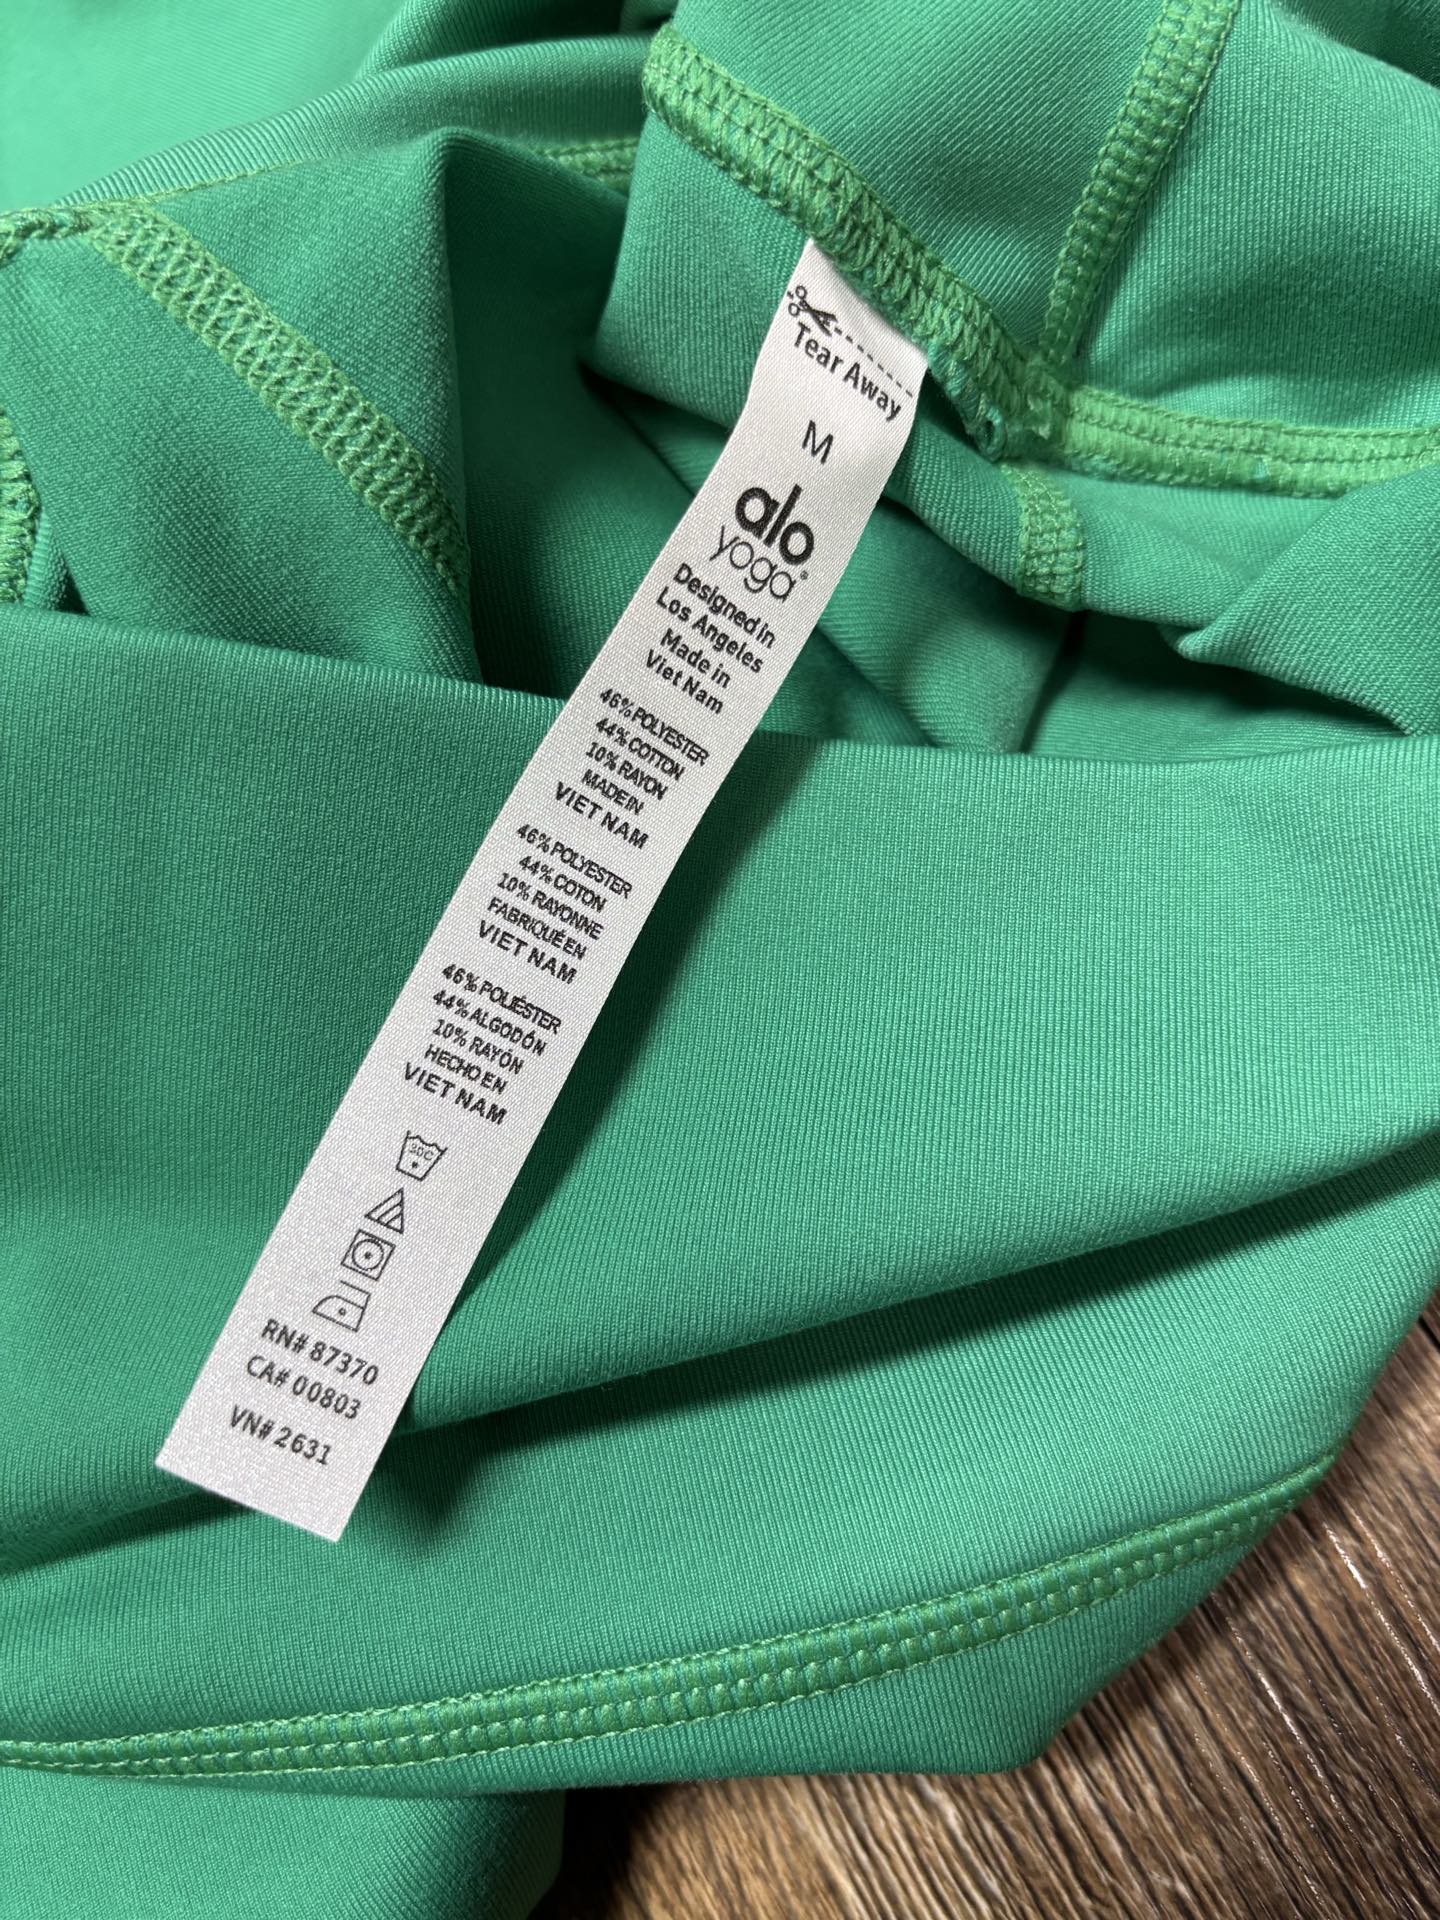 Tear Away
M
alo
yoga®
Designed in
Los Angeles
Made in
Viet Nam
46% POLYESTER
44% COTTON
10% RAYON
MADE IN
VIET NAM
46% POLYESTER
44% COTON
10% RAYONNE
FABRIQUÉ EN
VIET NAM
46% POLIÉSTER
44% ALGODÓN
10% RAYÓN
HECHO EN
VIET NAM
30C
RN# 87370
CA# 00803
VN# 2631